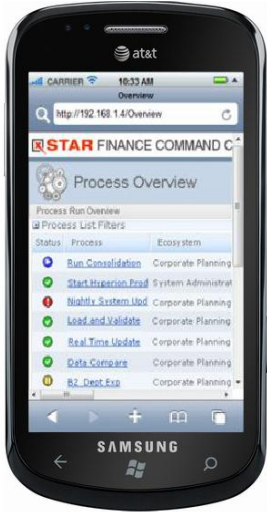 at&t
CARRIER 10:33 AM
Overview
http://192.168.1.4/Overview
STAR FINANCE COMMAND C
Process Overview
Process Run Overview
Process List Filters
Status Process Ecosystem
Run Consolidation Corporate Planning
Start Hyperion Prod System Administrat
Nightly System Upd Corporate Planning
Load and Validate Corporate Planning
Real Time Update Corporate Planning
Data Compare Corporate Planning
B2_Dept Exp Corporate Planning
SAMSUNG